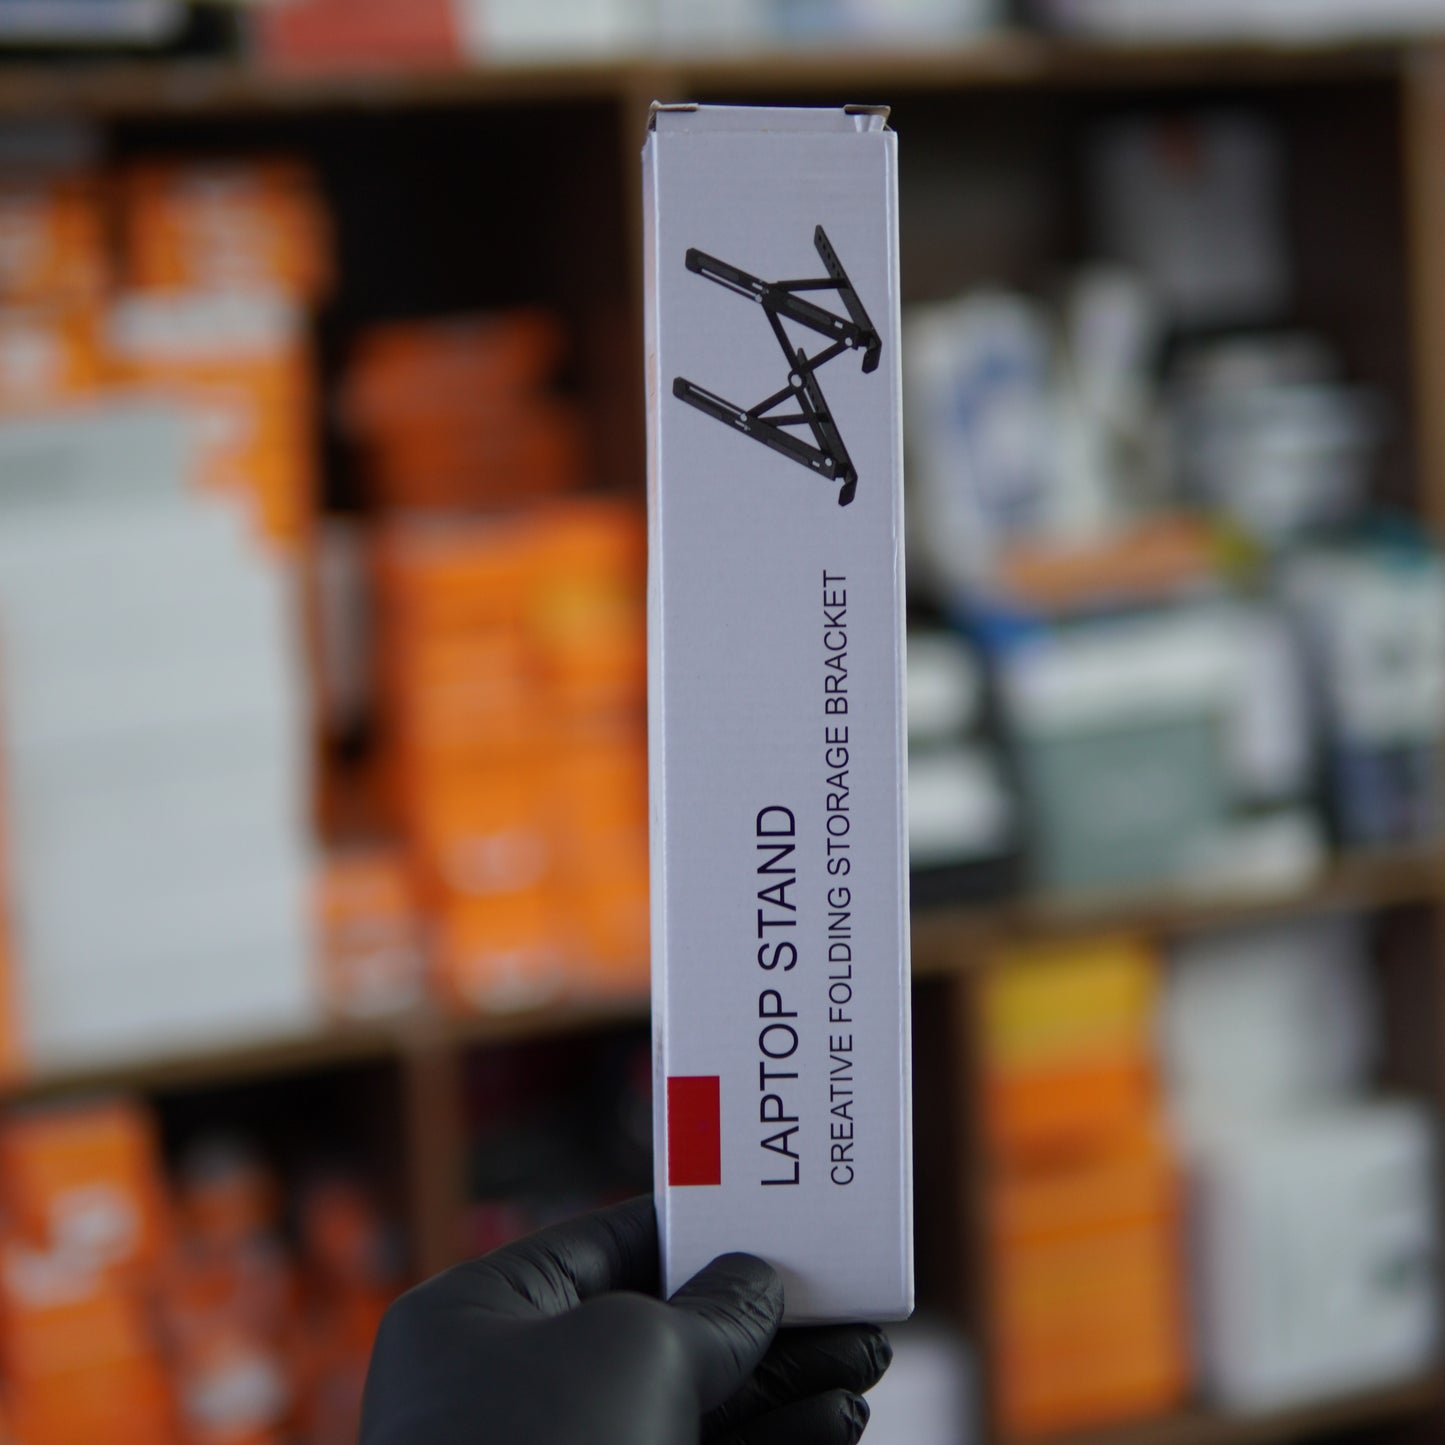 LAPTOP STAND
CREATIVE FOLDING STORAGE BRACKET